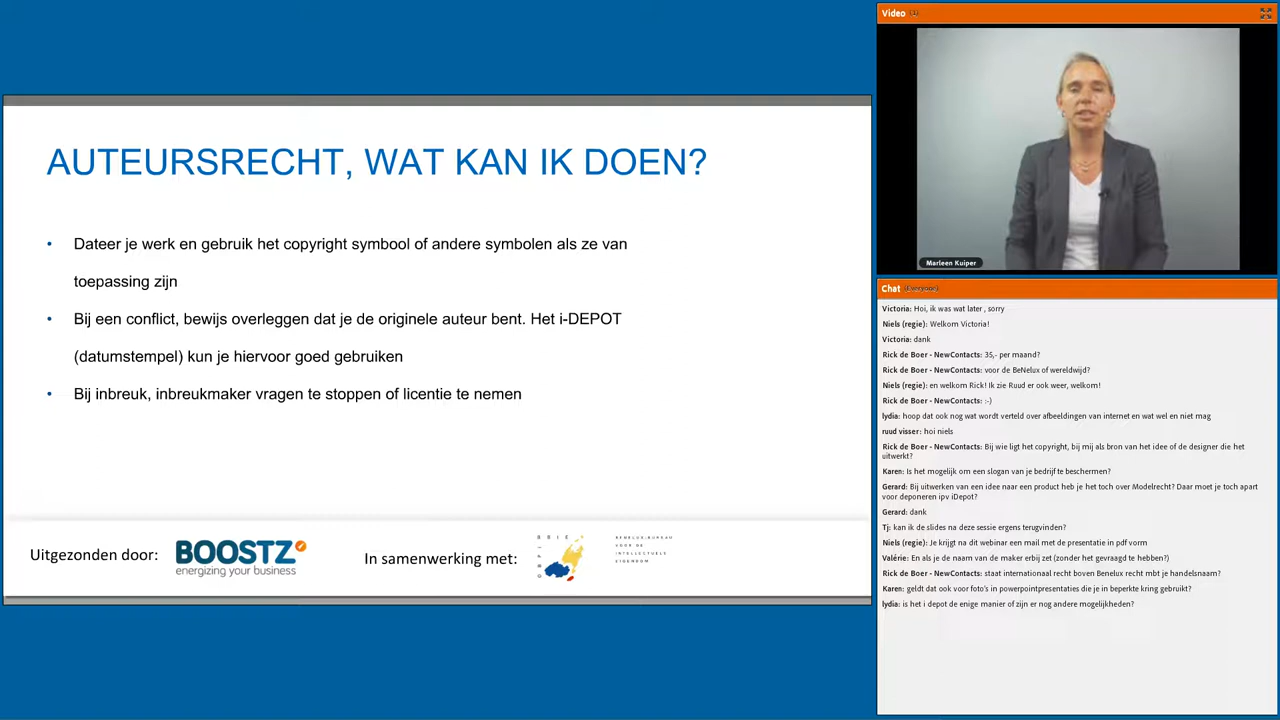 AUTEURSRECHT, WAT KAN IK DOEN?
• Dateer je werk en gebruik het copyright symbool of andere symbolen als ze van
toepassing zijn
• Bij een conflict, bewijs overleggen dat je de originele auteur bent. Het i-DEPOT
(datumstempel) kun je hiervoor goed gebruiken
• Bij inbreuk, inbreukmaker vragen te stoppen of licentie te nemen
Uitgezonden door:
BOOSTZ
energizing your business
In samenwerking met:
BENELUX-BUREAU
VOOR DE
INTELLECTUELE
EIGENDOM
Video (1)
Marleen Kuiper
Chat (Everyone)
Victoria: Hoi, ik was wat later , sorry
Niels (regie): Welkom Victoria!
Victoria: dank
Rick de Boer - NewContacts: 35,- per maand?
Rick de Boer - NewContacts: voor de BeNelux of wereldwijd?
Niels (regie): en welkom Rick! Ik zie Ruud er ook weer, welkom!
Rick de Boer - NewContacts: :-)
lydia: hoop dat ook nog wat wordt verteld over afbeeldingen van internet en wat wel en niet mag
ruud visser: hoi niels
Rick de Boer - NewContacts: Bij wie ligt het copyright, bij mij als bron van het idee of de designer die het
uitwerkt?
Karen: Is het mogelijk om een slogan van je bedrijf te beschermen?
Gerard: Bij uitwerken van een idee naar een product heb je het toch over Modelrecht? Daar moet je toch apart
voor deponeren ipv iDepot?
Gerard: dank
Tj: kan ik de slides na deze sessie ergens terugvinden?
Niels (regie): Je krijgt na dit webinar een mail met de presentatie in pdf vorm
Valérie: En als je de naam van de maker erbij zet (zonder het gevraagd te hebben?)
Rick de Boer - NewContacts: staat internationaal recht boven Benelux recht mbt je handelsnaam?
Karen: geldt dat ook voor foto's in powerpointpresentaties die je in beperkte kring gebruikt?
lydia: is het i depot de enige manier of zijn er nog andere mogelijkheden?